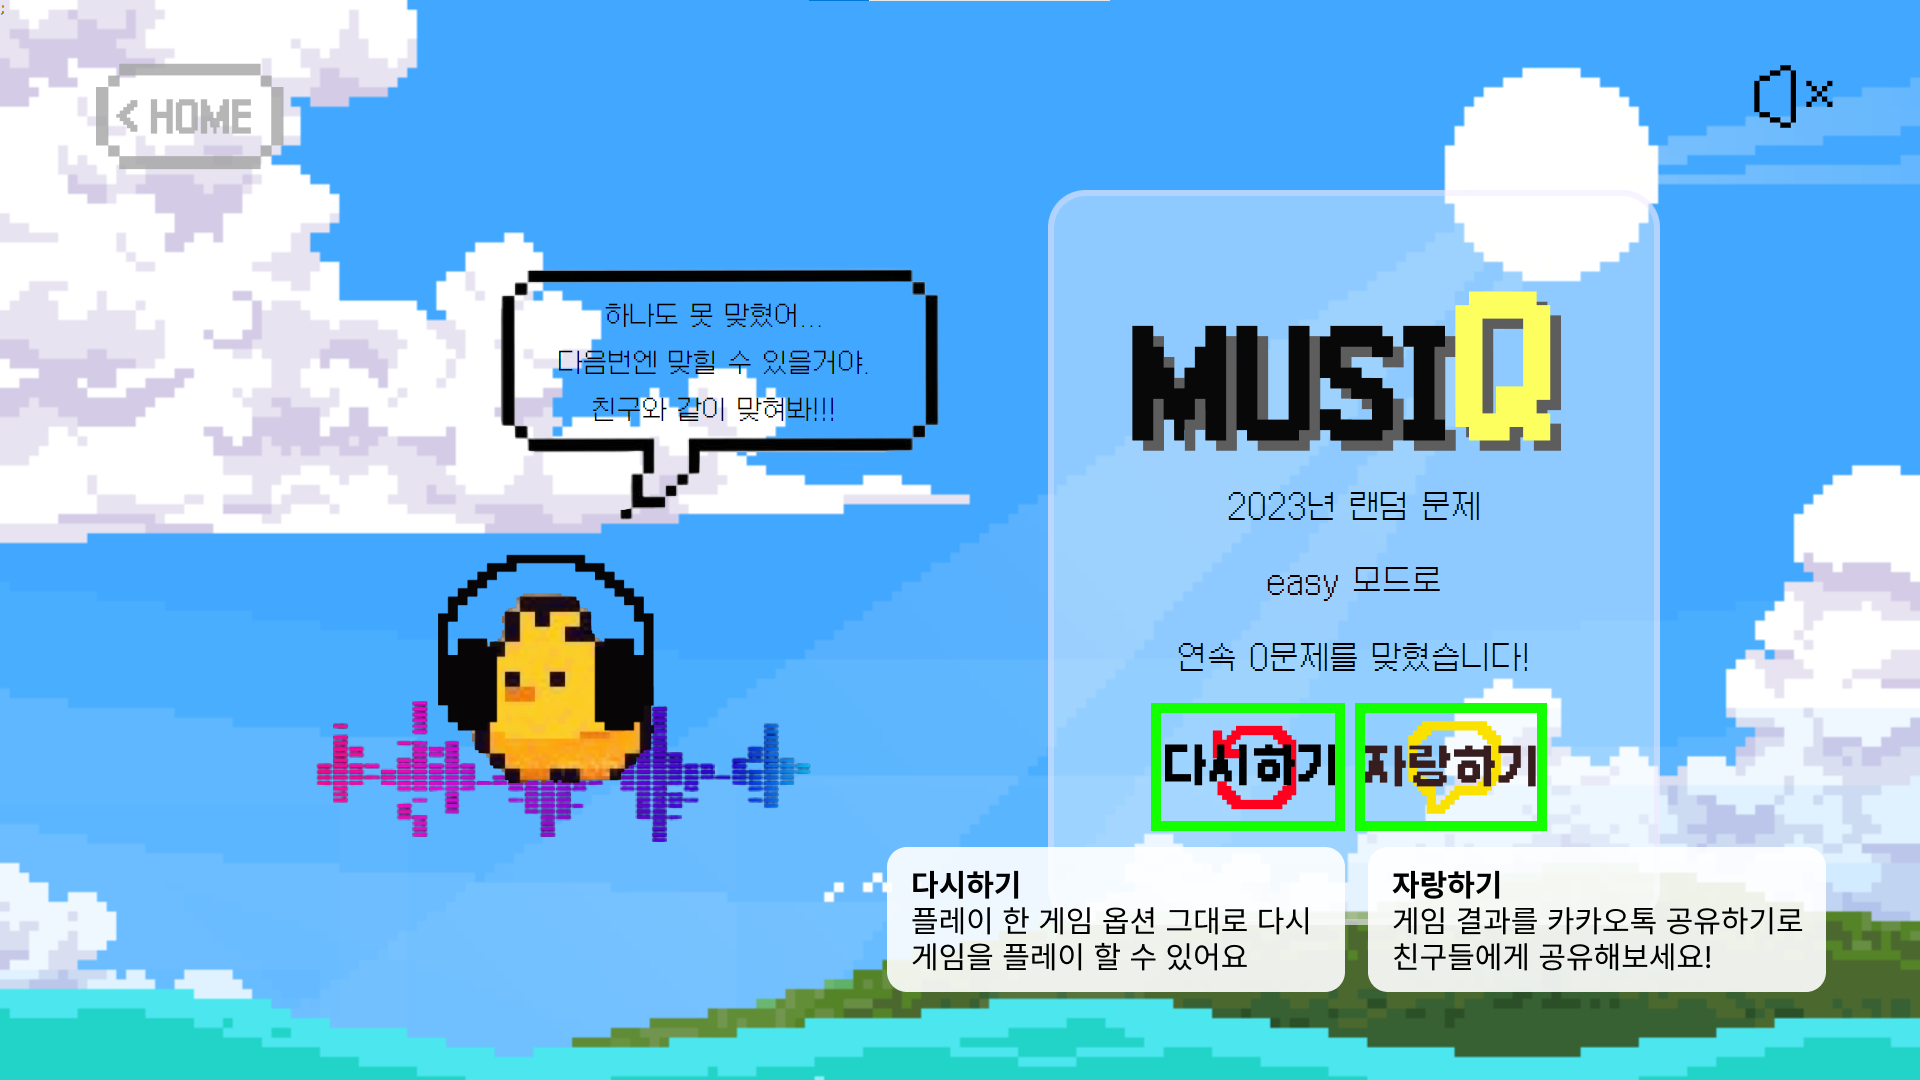 ;
< HOME
하나도 못 맞혔어...
다음번엔 맞힐 수 있을거야.
친구와 같이 맞혀봐!!!
MUSIQ
2023년 랜덤 문제
easy 모드로
연속 0문제를 맞혔습니다!
다시하기
자랑하기
다시하기
플레이 한 게임 옵션 그대로 다시
게임을 플레이 할 수 있어요
자랑하기
게임 결과를 카카오톡 공유하기로
친구들에게 공유해보세요!